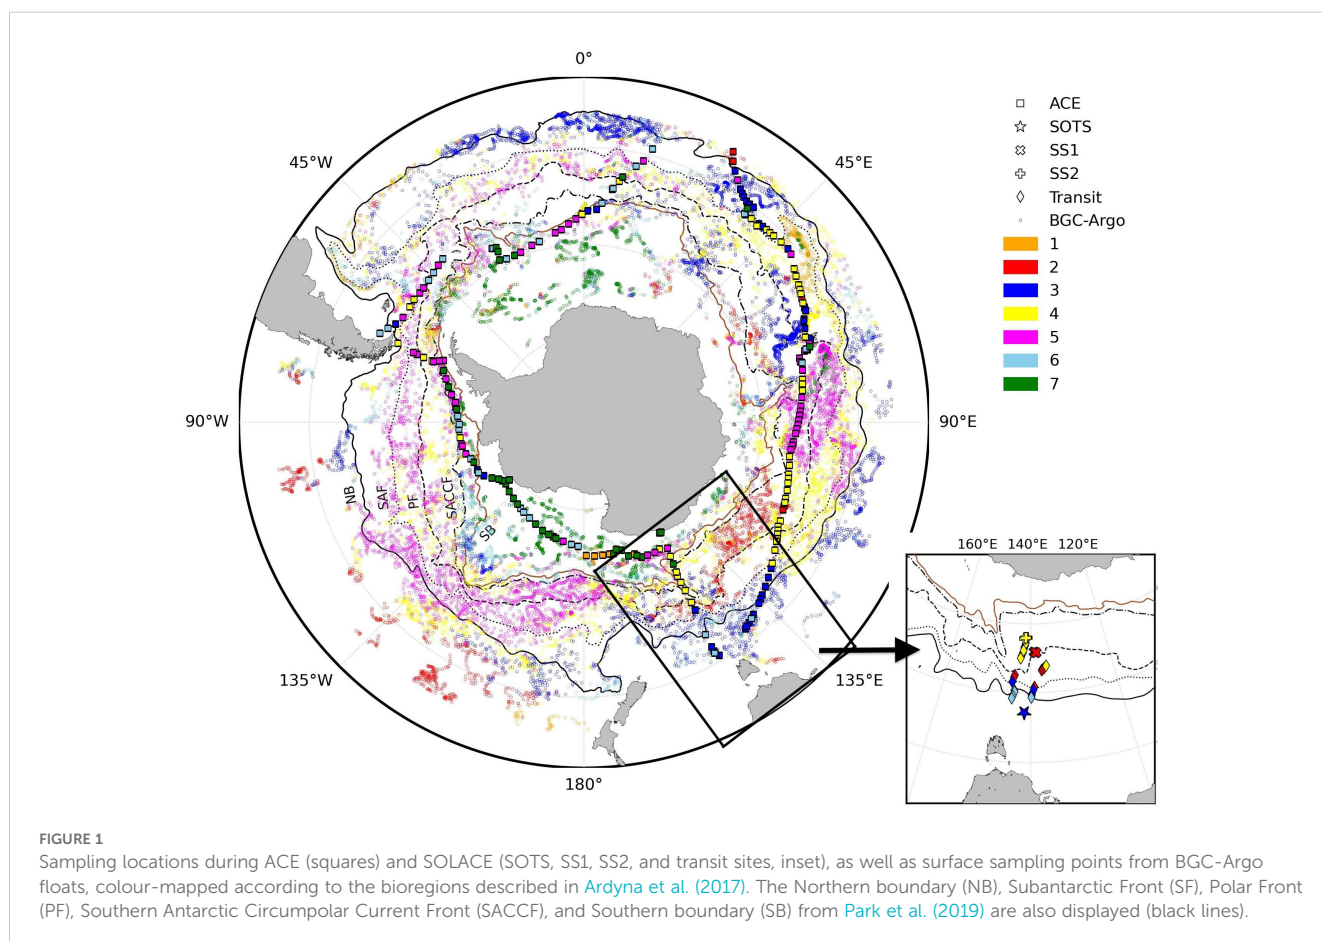 0°
45°W
45°E
90°W
90°E
135°W
135°E
180°
NB
SAF
PF
SACCF
SB
ACE
SOTS
SS1
SS2
Transit
BGC-Argo
1
2
3
4
5
6
7
160°E 140°E 120°E
FIGURE 1
Sampling locations during ACE (squares) and SOLACE (SOTS, SS1, SS2, and transit sites, inset), as well as surface sampling points from BGC-Argo
floats, colour-mapped according to the bioregions described in Ardyna et al. (2017). The Northern boundary (NB), Subantarctic Front (SF), Polar Front
(PF), Southern Antarctic Circumpolar Current Front (SACCF), and Southern boundary (SB) from Park et al. (2019) are also displayed (black lines).